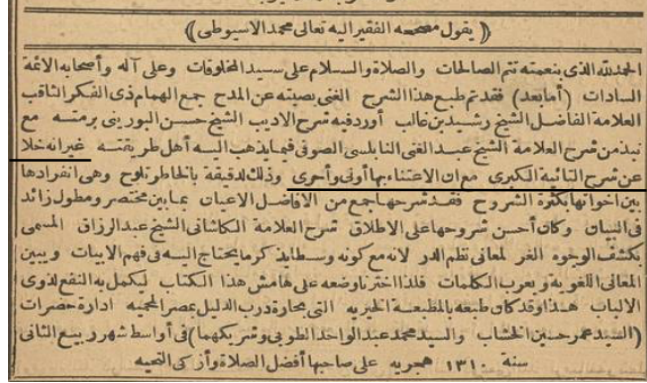 (( يقول مصححه الفقير اليه تعالى محمد الاسيوطى ))
الحمد لله الذى بنعمته تتم الصالحات والصلاة والسلام على سيد المخلوقات وعلى آله وأصحابه الائمة
السادات (أما بعد) فقد تم طبع هذا الشرح الغنى بصيته عن المدح جمع الهمام ذى الفكر الثاقب
العلامة الفاضل الشيخ رشيد بن غالب أورد فيه شرح الاديب الشيخ حسن البورينى برمته مع
نبذ من شرح العلامة الشيخ عبد الغنى النابلسى الصوفى فيما يذهب اليه أهل طريقته غير انه خلا
عن شرح التائية الكبرى مع ان الاعتناء بها أولى وأحرى وذلك لدقيقة بالخاطر تلوح وهى انفرادها
بين أخواتها بكثرة الشروح فقد شرحها جمع من الافاضل الاعيان بما بين مختصر ومطول زائد
فى البيان وكان أحسن شروحها على الاطلاق شرح العلامة الكاشانى الشيخ عبد الرزاق المسمى
بكشف الوجوه الغر لمعانى نظم الدر لانه مع كونه وسطا يذكر ما يحتاج اليه فى فهم الابيات ويبين
المعانى اللغوية ويعرب الكلمات فلذا اخترنا وضعه على هامش هذا الكتاب ليكمل به النفع لذوى
الالباب هذا وقد كان طبعه بالمطبعة الخيريه التى بحارة درب الدليل بمصر المحميه ادارة حضرات
(السيد عمر حسين الخشاب والسيد محمد عبد الواحد الطوبى وشريكهما) فى أواسط شهر ربيع الثانى
سنة ١٣١٠ هجريه على صاحبها أفضل الصلاة وأزكى التحيه